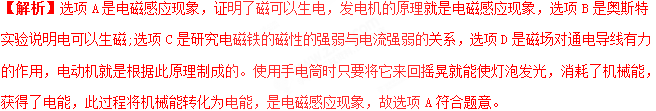 【解析】选项 A 是电磁感应现象，证明了磁可以生电，发电机的原理就是电磁感应现象，选项 B 是奥斯特
实验说明电可以生磁;选项 C 是研究电磁铁的磁性的强弱与电流强弱的关系，选项 D 是磁场对通电导线有力
的作用，电动机就是根据此原理制成的。使用手电筒时只要将它来回摇晃就能使灯泡发光，消耗了机械能，
获得了电能，此过程将机械能转化为电能，是电磁感应现象，故选项 A 符合题意。